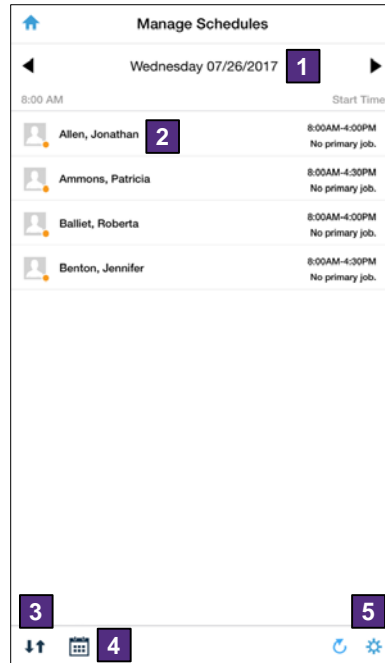 Manage Schedules
Wednesday 07/26/2017 1
8:00 AM Start Time
Allen, Jonathan 2 8:00AM-4:00PM
No primary job.
Ammons, Patricia 8:00AM-4:30PM
No primary job.
Balliet, Roberta 8:00AM-4:00PM
No primary job.
Benton, Jennifer 8:00AM-4:30PM
No primary job.
3 5
4